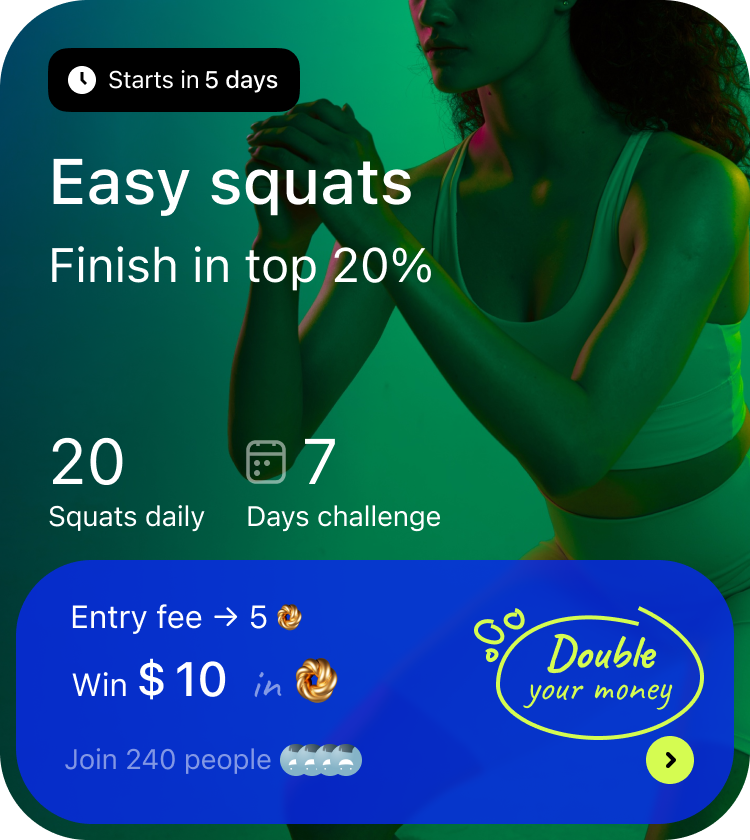 Starts in 5 days
Easy squats
Finish in top 20%
20
7
Squats daily
Days challenge
Entry fee → 5
Win $ 10 in
Double
your money
Join 240 people